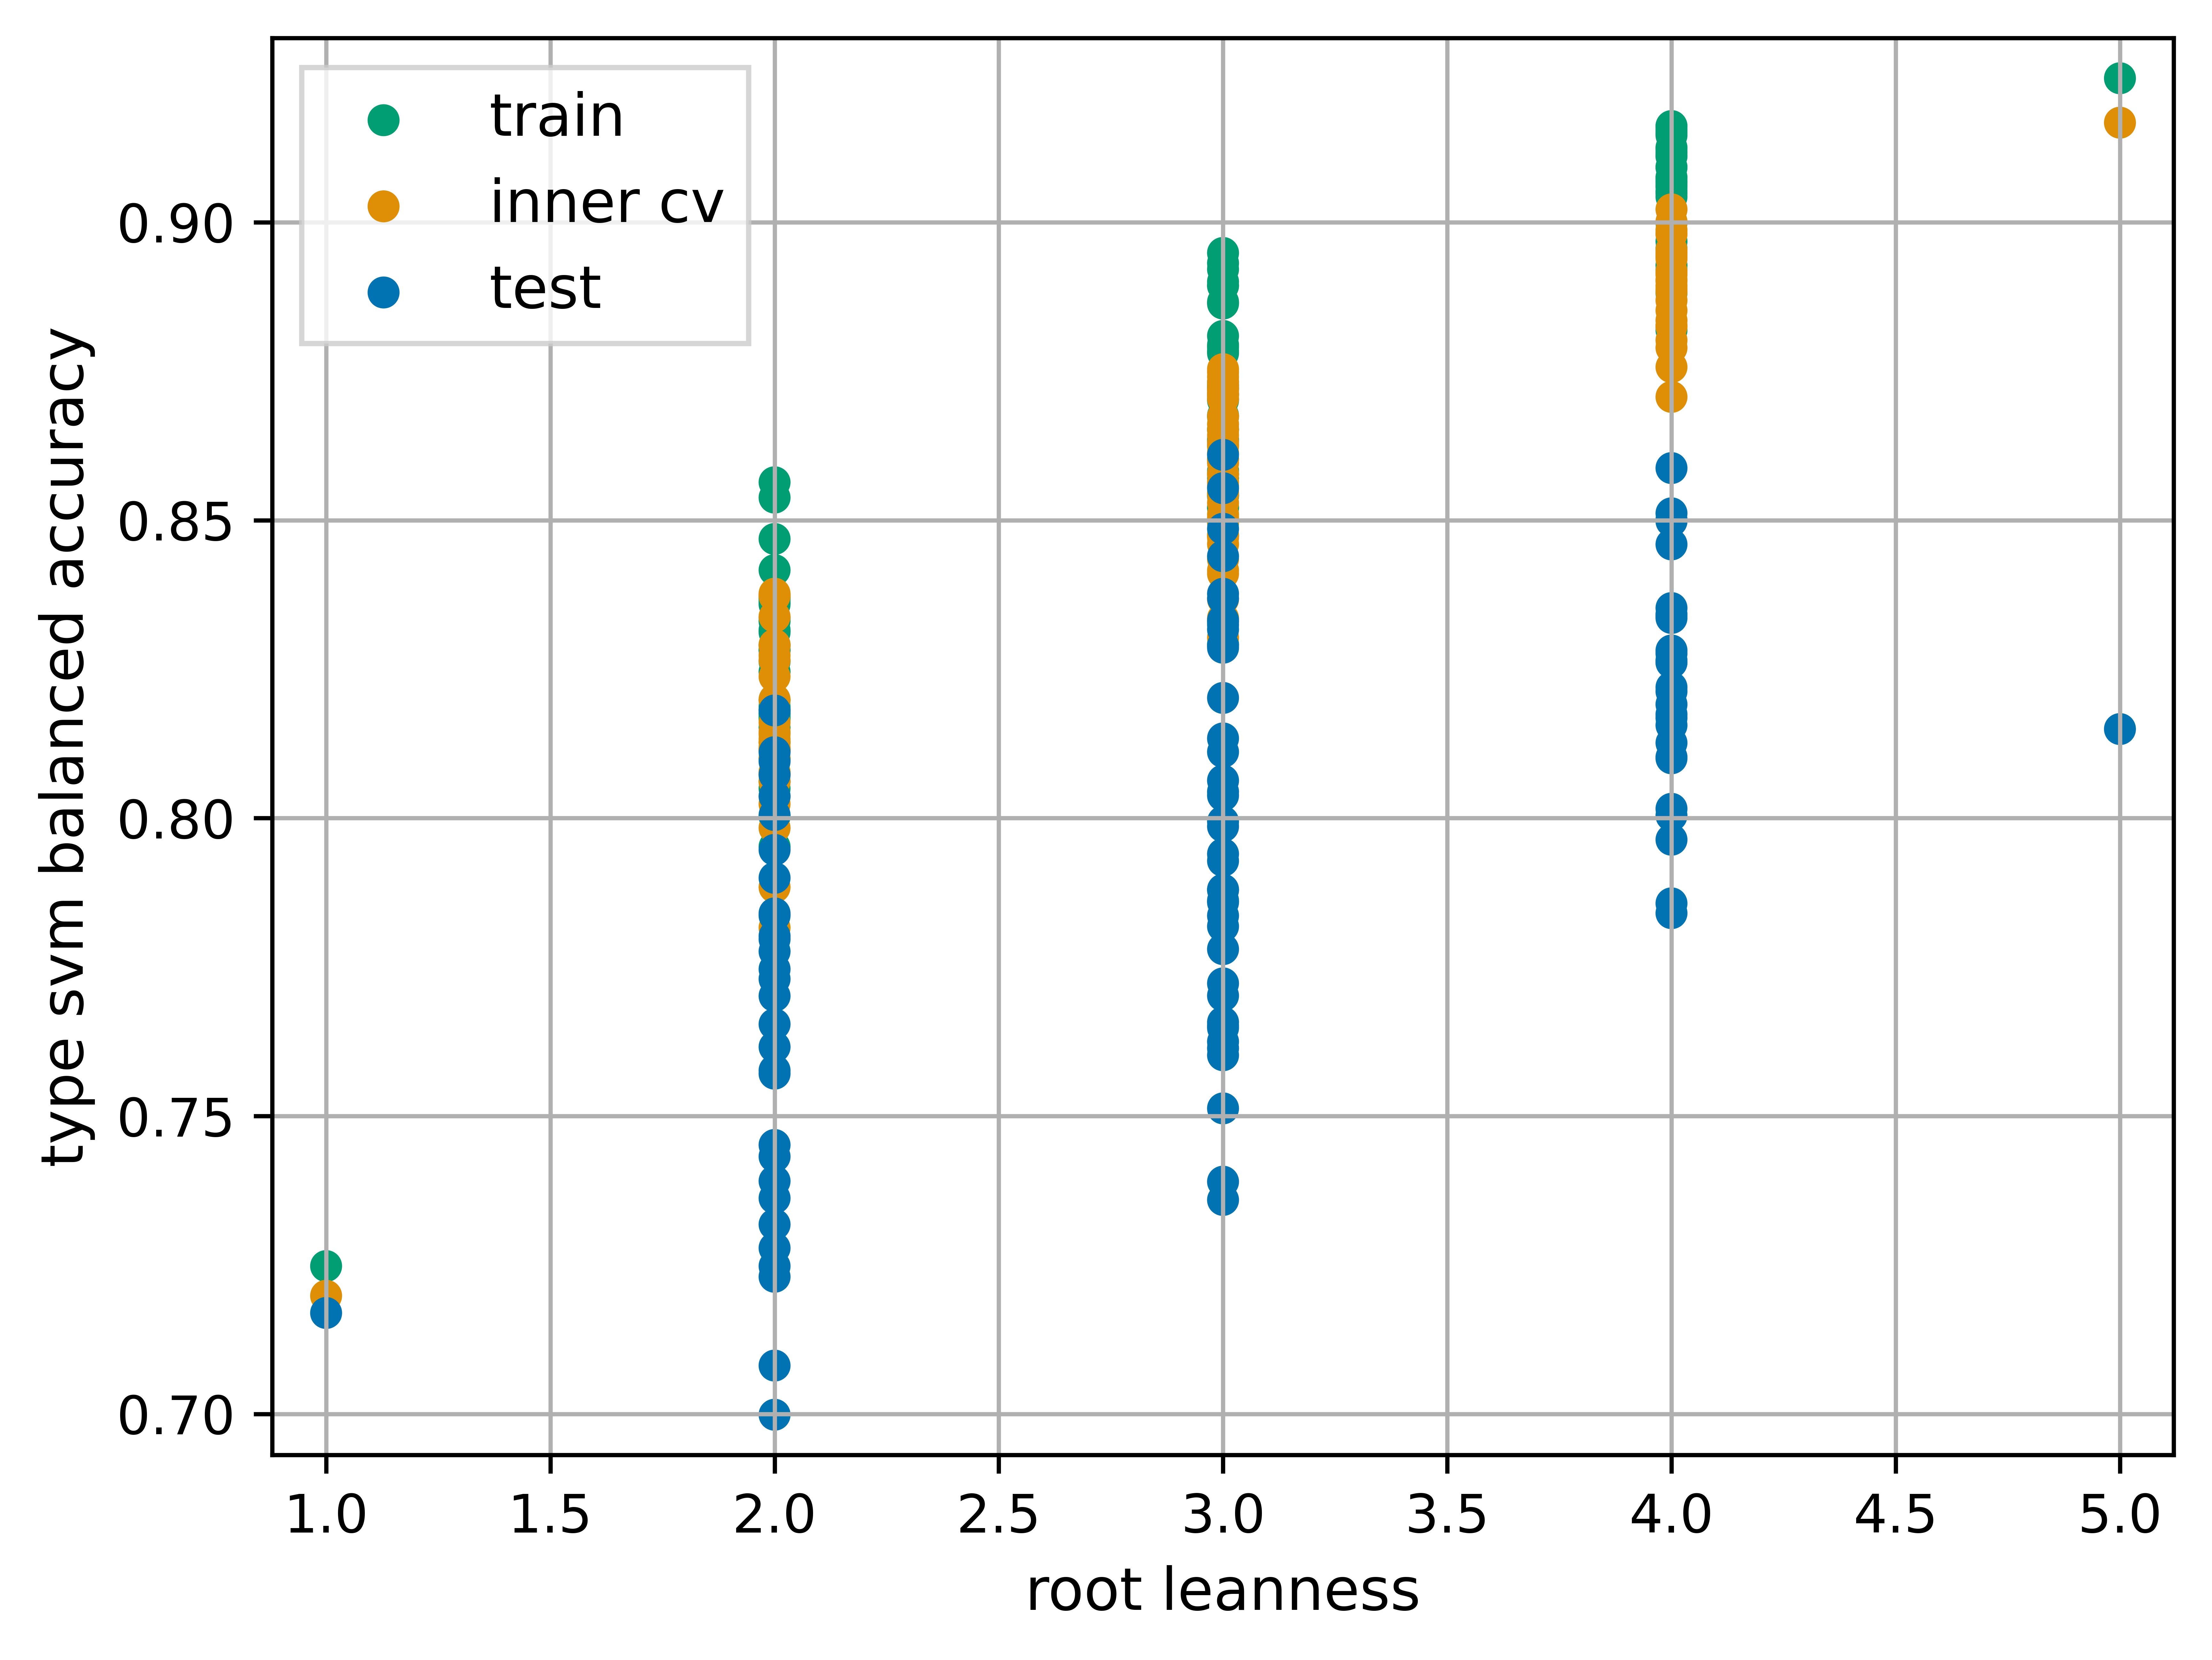 train
inner cv
test
0.90
0.85
0.80
0.75
0.70
type svm balanced accuracy
1.0 1.5 2.0 2.5 3.0 3.5 4.0 4.5 5.0
root leanness